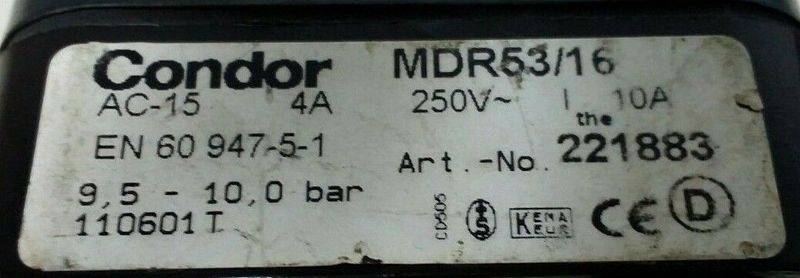 Condor MDR53/16
AC-15 4A 250V~ I the 10A
EN 60 947-5-1 Art.-No. 221883
9,5 - 10,0 bar
110601T CD505 KEMA KEUR CE D